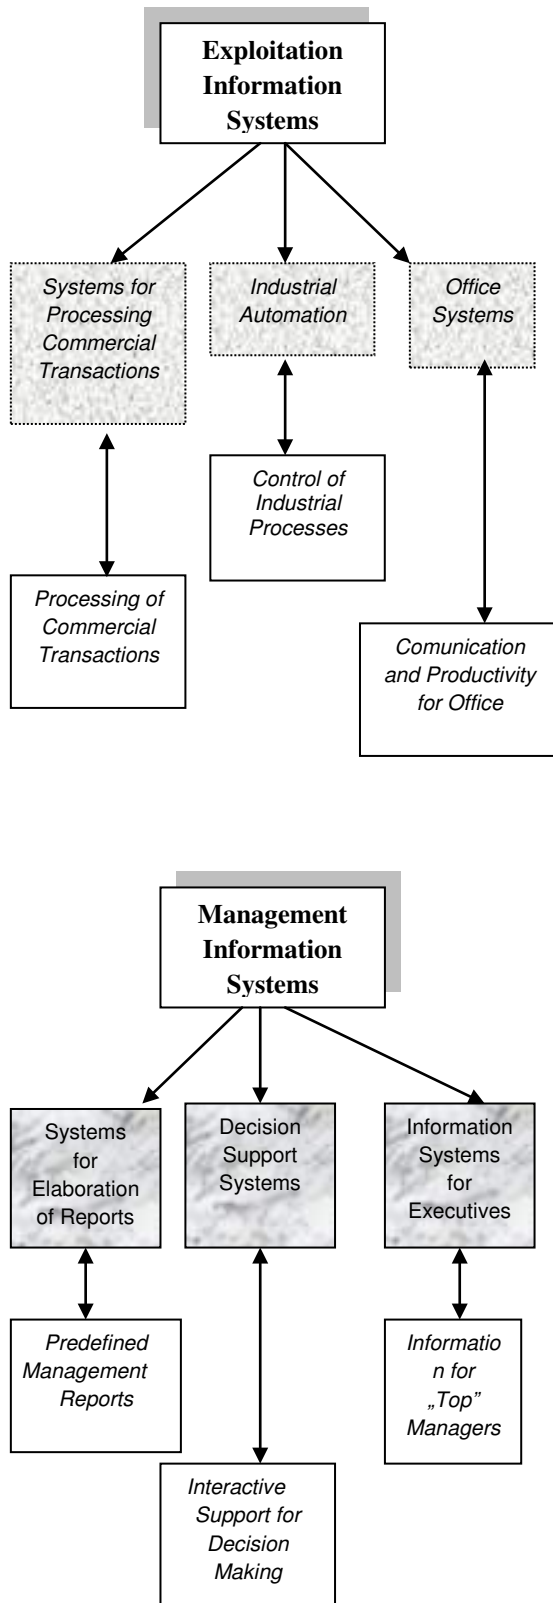 Exploitation
Information
Systems
Systems for
Processing
Commercial
Transactions
Industrial
Automation
Office
Systems
Control of
Industrial
Processes
Processing of
Commercial
Transactions
Comunication
and Productivity
for Office
Management
Information
Systems
Systems
for
Elaboration
of Reports
Decision
Support
Systems
Information
Systems
for
Executives
Predefined
Management
Reports
Informatio
n for
„Top”
Managers
Interactive
Support for
Decision
Making